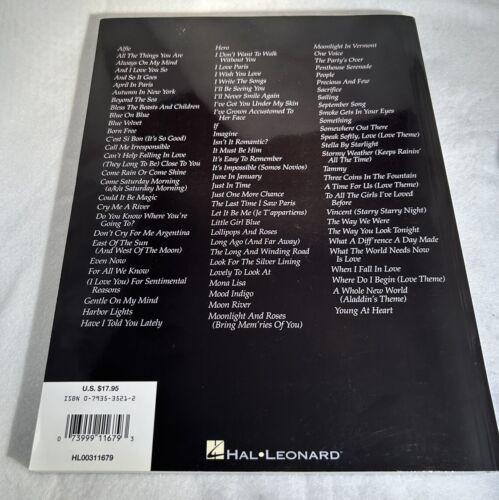 Alfie
All The Things You Are
Always On My Mind
And I Love You So
And So It Goes
April In Paris
Autumn In New York
Beyond The Sea
Bless The Beasts And Children
Blue On Blue
Blue Velvet
Born Free
C'est Si Bon (It's So Good)
Call Me Irresponsible
Can't Help Falling In Love
(They Long To Be) Close To You
Come Rain Or Come Shine
Come Saturday Morning
(a/k/a Saturday Morning)
Could It Be Magic
Cry Me A River
Do You Know Where You're
Going To?
Don't Cry For Me Argentina
East Of The Sun
(And West Of The Moon)
Even Now
For All We Know
(I Love You) For Sentimental
Reasons
Gentle On My Mind
Harbor Lights
Have I Told You Lately
Hero
I Don't Want To Walk
Without You
I Love Paris
I Wish You Love
I Write The Songs
I'll Be Seeing You
I'll Never Smile Again
I've Got You Under My Skin
I've Grown Accustomed To
Her Face
If
Imagine
Isn't It Romantic?
It Must Be Him
It's Easy To Remember
It's Impossible (Somos Novios)
June In January
Just In Time
Just One More Chance
The Last Time I Saw Paris
Let It Be Me (Je T'appartiens)
Little Girl Blue
Lollipops And Roses
Long Ago (And Far Away)
The Long And Winding Road
Look For The Silver Lining
Lovely To Look At
Mona Lisa
Mood Indigo
Moon River
Moonlight And Roses
(Bring Mem'ries Of You)
Moonlight In Vermont
One Voice
The Party's Over
Penthouse Serenade
People
Precious And Few
Sacrifice
Sailing
September Song
Smoke Gets In Your Eyes
Something
Somewhere Out There
Speak Softly, Love (Love Theme)
Stella By Starlight
Stormy Weather (Keeps Rainin'
All The Time)
Tammy
Three Coins In The Fountain
A Time For Us (Love Theme)
To All The Girls I've Loved
Before
Vincent (Starry Starry Night)
The Way We Were
The Way You Look Tonight
What A Diff'rence A Day Made
What The World Needs Now
Is Love
When I Fall In Love
Where Do I Begin (Love Theme)
A Whole New World
(Aladdin's Theme)
Young At Heart
U.S. $17.95
ISBN 0-7935-3521-2
0 73999 11679 3
HL00311679
HAL•LEONARD